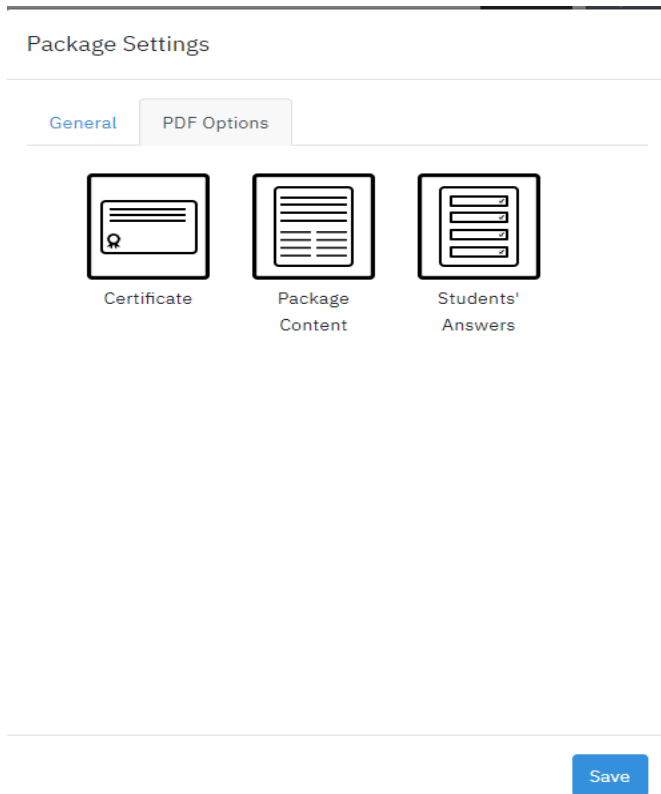 Package Settings
General
PDF Options
Certificate
Package
Content
Students'
Answers
Save